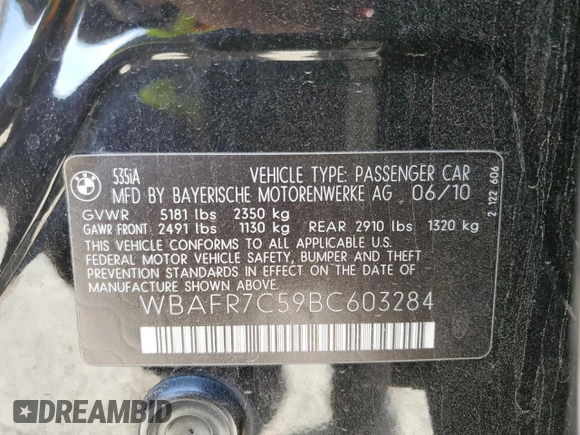 535iA VEHICLE TYPE: PASSENGER CAR
MFD BY BAYERISCHE MOTORENWERKE AG 06/10
GVWR 5181 lbs 2350 kg
GAWR FRONT 2491 lbs 1130 kg REAR 2910 lbs 1320 kg
THIS VEHICLE CONFORMS TO ALL APPLICABLE U.S.
FEDERAL MOTOR VEHICLE SAFETY, BUMPER AND THEFT
PREVENTION STANDARDS IN EFFECT ON THE DATE OF
MANUFACTURE SHOWN ABOVE.
WBAFR7C59BC603284
2 122 606
DREAMBID